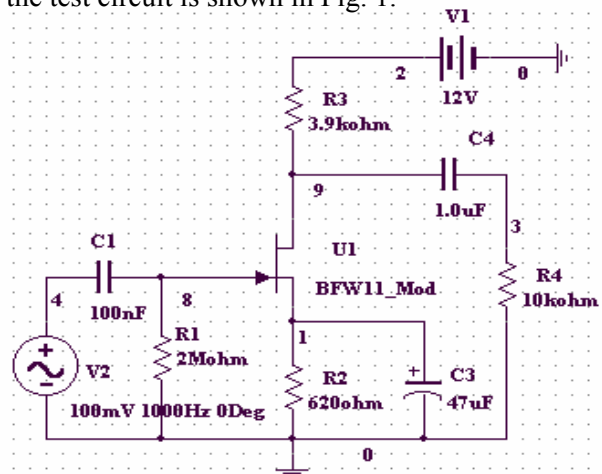 the test circuit is shown in Fig. 1.
V1
2
0
12V
R3
3.9kohm
C4
9
1.0uF
3
C1
U1
BFW11_Mod
R4
10kohm
4
100nF
8
R1
2Mohm
V2
1
R2
620ohm
C3
47uF
100mV 1000Hz 0Deg
0